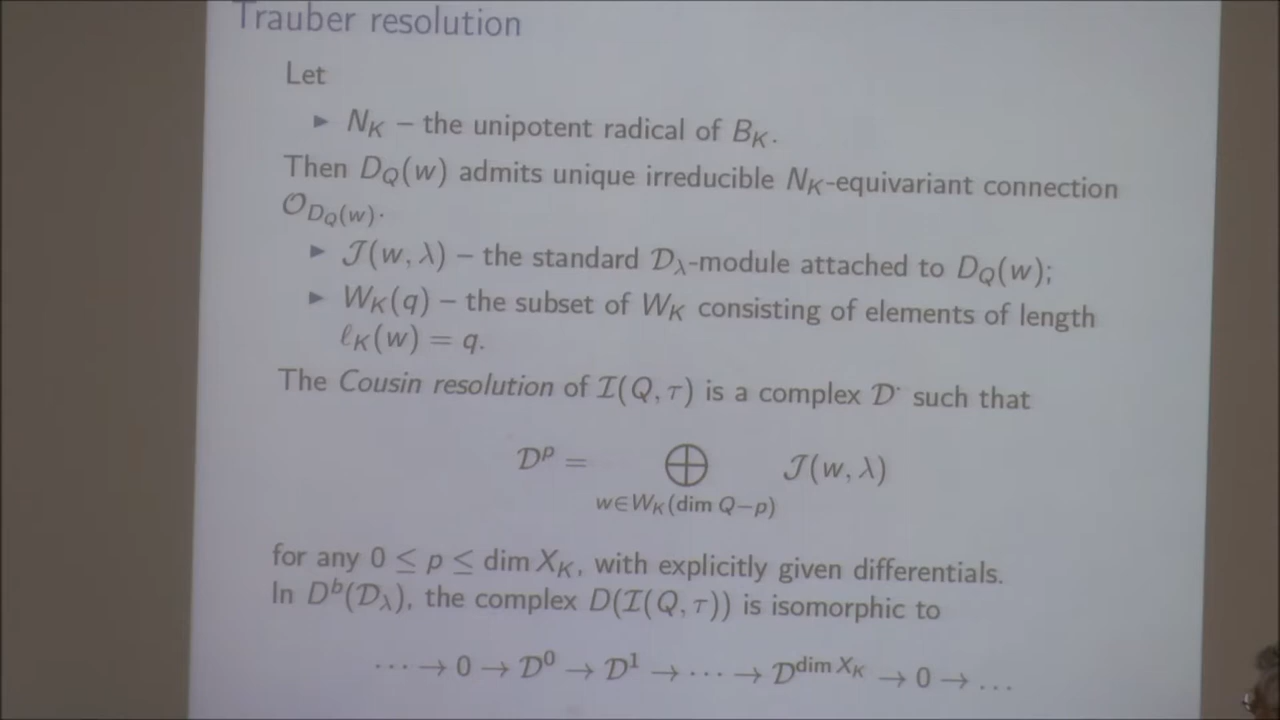 Trauber resolution
Let
▶ N_K – the unipotent radical of B_K.
Then D_Q(w) admits unique irreducible N_K-equivariant connection
𝒪_{D_Q(w)}.
▶ 𝒥(w, λ) – the standard 𝒟_λ-module attached to D_Q(w);
▶ W_K(q) – the subset of W_K consisting of elements of length
ℓ_K(w) = q.
The Cousin resolution of ℐ(Q, τ) is a complex 𝒟^· such that
𝒟^p = ⊕_{w∈W_K(dim Q−p)} 𝒥(w, λ)
for any 0 ≤ p ≤ dim X_K, with explicitly given differentials.
In D^b(𝒟_λ), the complex D(ℐ(Q, τ)) is isomorphic to
⋯ → 0 → 𝒟^0 → 𝒟^1 → ⋯ → 𝒟^{dim X_K} → 0 → …